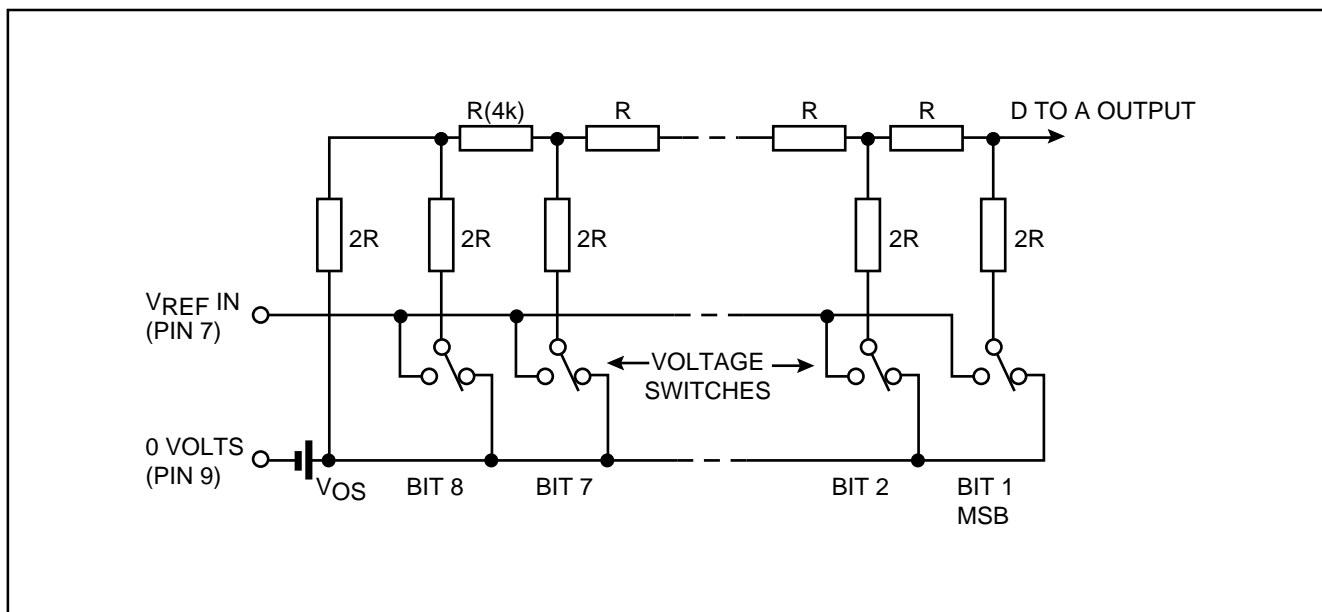 R(4k)
R
R
R
D TO A OUTPUT
2R
2R
2R
2R
2R
VREF IN
(PIN 7)
VOLTAGE
SWITCHES
0 VOLTS
(PIN 9)
VOS
BIT 8
BIT 7
BIT 2
BIT 1
MSB